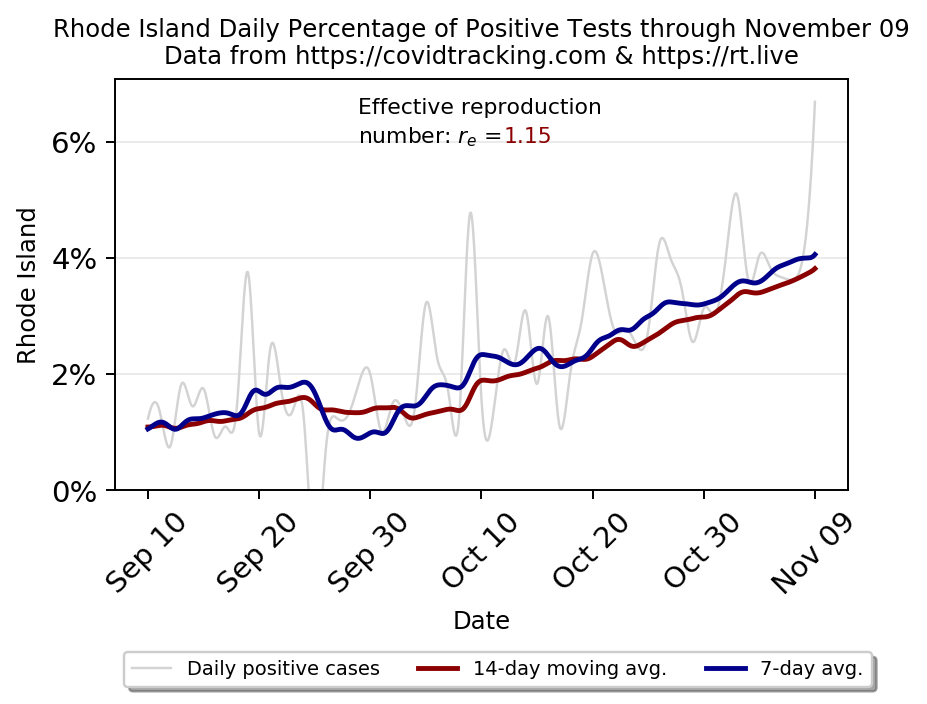 Rhode Island Daily Percentage of Positive Tests through November 09
Data from https://covidtracking.com & https://rt.live
Effective reproduction
number: rₑ =1.15
6%
4%
2%
0%
Rhode Island
Sep 10
Sep 20
Sep 30
Oct 10
Oct 20
Oct 30
Nov 09
Date
Daily positive cases
14-day moving avg.
7-day avg.